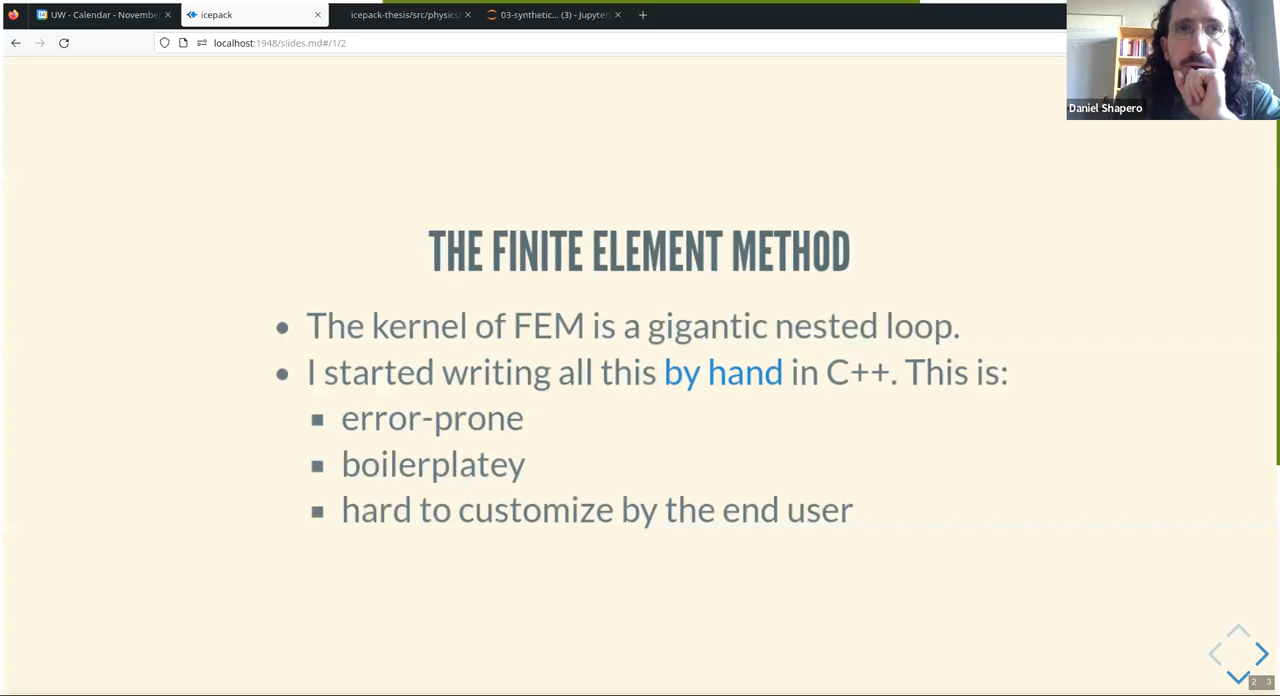 UW - Calendar - November
icepack
icepack-thesis/src/physics/
03-synthetic... (3) - Jupyter
localhost:1948/slides.md#/1/2
Daniel Shapero
THE FINITE ELEMENT METHOD
The kernel of FEM is a gigantic nested loop.
I started writing all this by hand in C++. This is:
error-prone
boilerplatey
hard to customize by the end user
2 3